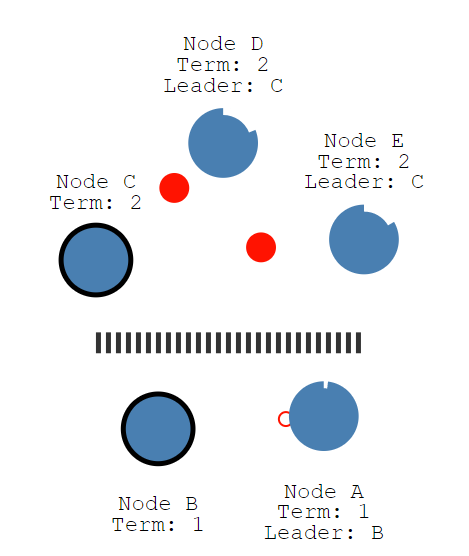 Node D
Term: 2
Leader: C
Node E
Term: 2
Leader: C
Node C
Term: 2
Node B
Term: 1
Node A
Term: 1
Leader: B